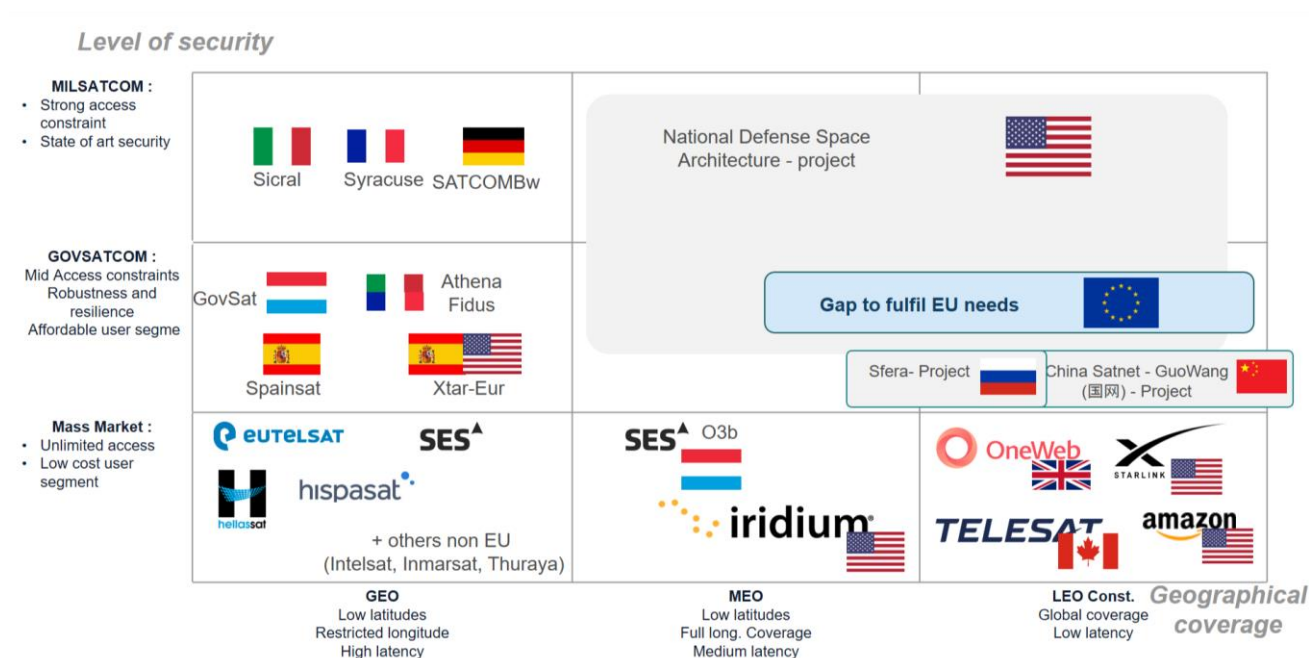 Level of security
MILSATCOM :
• Strong access
constraint
• State of art security
Sicral
Syracuse
SATCOMBw
National Defense Space
Architecture - project
GOVSATCOM :
Mid Access constraints
Robustness and
resilience
Affordable user segme
GovSat
Athena
Fidus
Spainsat
Xtar-Eur
Gap to fulfil EU needs
Sfera- Project
China Satnet - GuoWang
(国网) - Project
Mass Market :
• Unlimited access
• Low cost user
segment
eutelsat
SES
hellassat
hispasat
+ others non EU
(Intelsat, Inmarsat, Thuraya)
SES
O3b
iridium
OneWeb
STARLINK
TELESAT
amazon
GEO
Low latitudes
Restricted longitude
High latency
MEO
Low latitudes
Full long. Coverage
Medium latency
LEO Const.
Global coverage
Low latency
Geographical
coverage